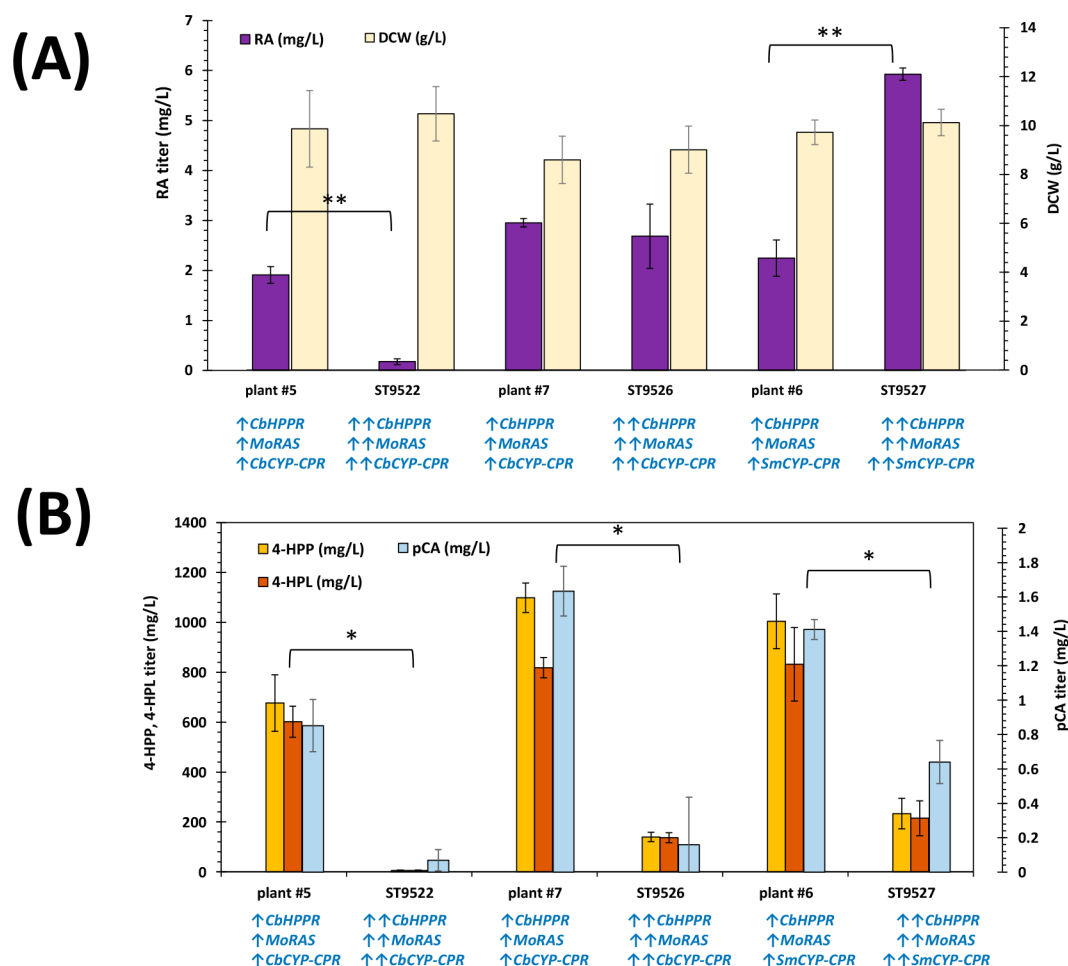 (A)
RA (mg/L) DCW (g/L)
**
**
RA titer (mg/L)
7
6
5
4
3
2
1
0
DCW (g/L)
14
12
10
8
6
4
2
0
plant #5 ST9522 plant #7 ST9526 plant #6 ST9527
↑CbHPPR ↑↑CbHPPR ↑CbHPPR ↑↑CbHPPR ↑CbHPPR ↑↑CbHPPR
↑MoRAS ↑↑MoRAS ↑MoRAS ↑↑MoRAS ↑MoRAS ↑↑MoRAS
↑CbCYP-CPR ↑↑CbCYP-CPR ↑CbCYP-CPR ↑↑CbCYP-CPR ↑SmCYP-CPR ↑↑SmCYP-CPR
(B)
4-HPP (mg/L) pCA (mg/L)
4-HPL (mg/L)
*
*
*
4-HPP, 4-HPL titer (mg/L)
1400
1200
1000
800
600
400
200
0
pCA titer (mg/L)
2
1.8
1.6
1.4
1.2
1
0.8
0.6
0.4
0.2
0
plant #5 ST9522 plant #7 ST9526 plant #6 ST9527
↑CbHPPR ↑↑CbHPPR ↑CbHPPR ↑↑CbHPPR ↑CbHPPR ↑↑CbHPPR
↑MoRAS ↑↑MoRAS ↑MoRAS ↑↑MoRAS ↑MoRAS ↑↑MoRAS
↑CbCYP-CPR ↑↑CbCYP-CPR ↑CbCYP-CPR ↑↑CbCYP-CPR ↑SmCYP-CPR ↑↑SmCYP-CPR